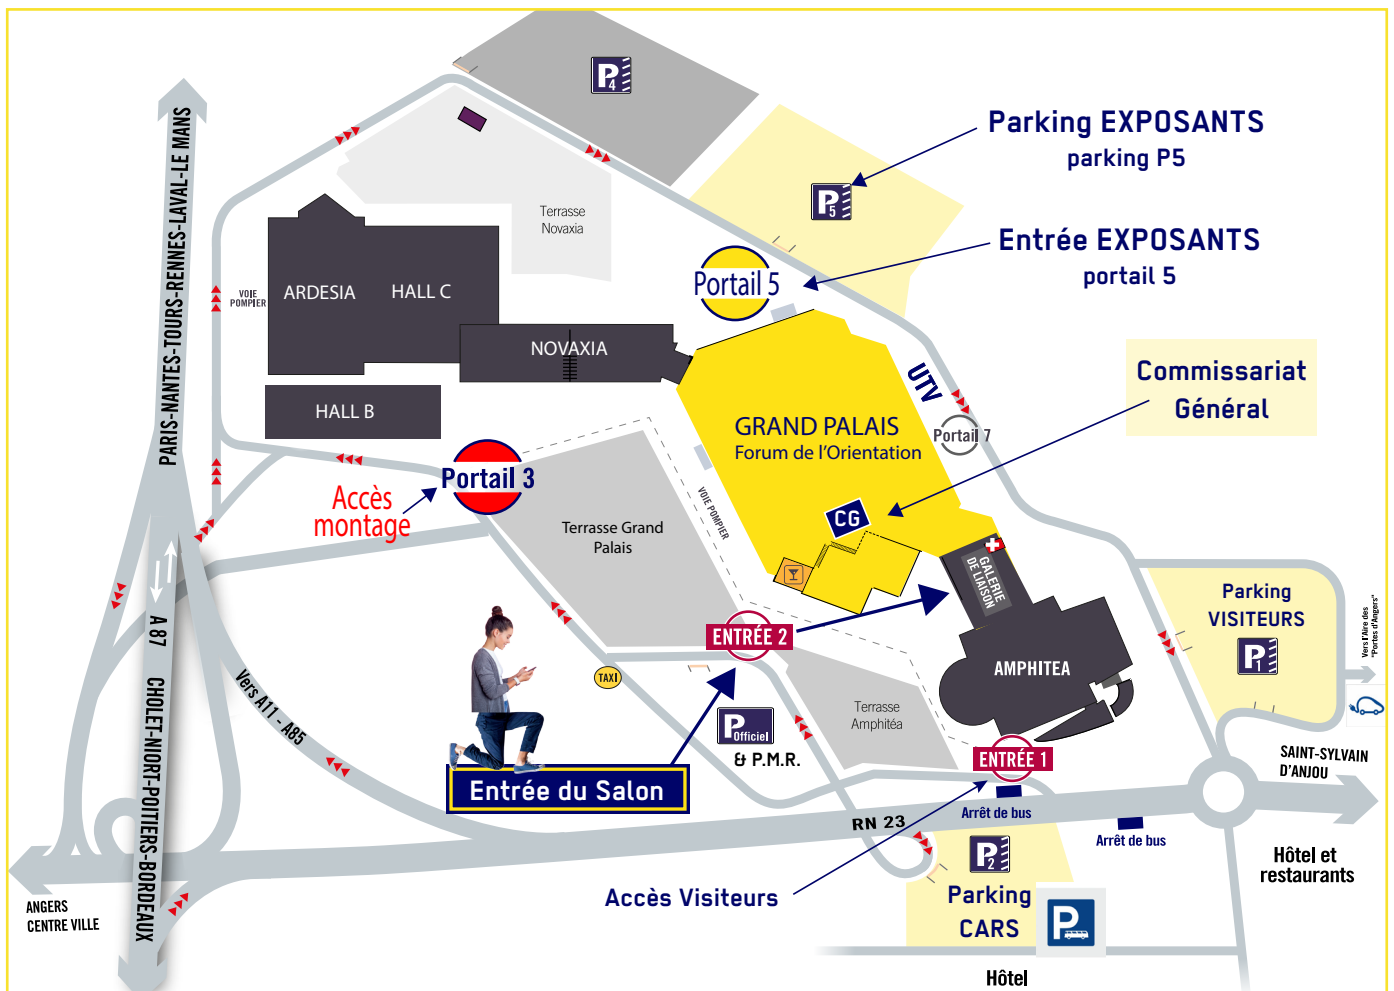 P4
Parking EXPOSANTS
parking P5
P5
Terrasse
Novaxia
Entrée EXPOSANTS
portail 5
Portail 5
PARIS-NANTES-TOURS-RENNES-LAVAL-LE MANS
VOIE
POMPIER
ARDESIA
HALL C
NOVAXIA
HALL B
UTV
Commissariat
Général
GRAND PALAIS
Forum de l'Orientation
Portail 7
Portail 3
Accès
montage
VOIE POMPIER
CG
Terrasse Grand
Palais
GALERIE
DE LIAISON
Parking
VISITEURS
P1
Vers l'Aire des
"Portes d'Angers"
ENTRÉE 2
AMPHITEA
TAXI
A 87
CHOLET-NIORT-POITIERS-BORDEAUX
Vers A11 - A85
Terrasse
Amphitéa
P Officiel
& P.M.R.
ENTRÉE 1
SAINT-SYLVAIN
D'ANJOU
Entrée du Salon
Arrêt de bus
RN 23
Arrêt de bus
P2
Hôtel et
restaurants
Accès Visiteurs
Parking
CARS
P
ANGERS
CENTRE VILLE
Hôtel